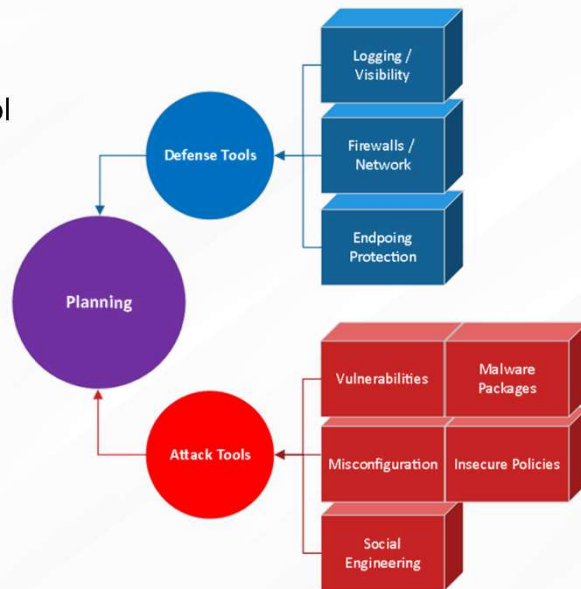 Logging /
Visibility
Defense Tools
Firewalls /
Network
Endpoing
Protection
Planning
Vulnerabilities
Malware
Packages
Attack Tools
Misconfiguration
Insecure Policies
Social
Engineering